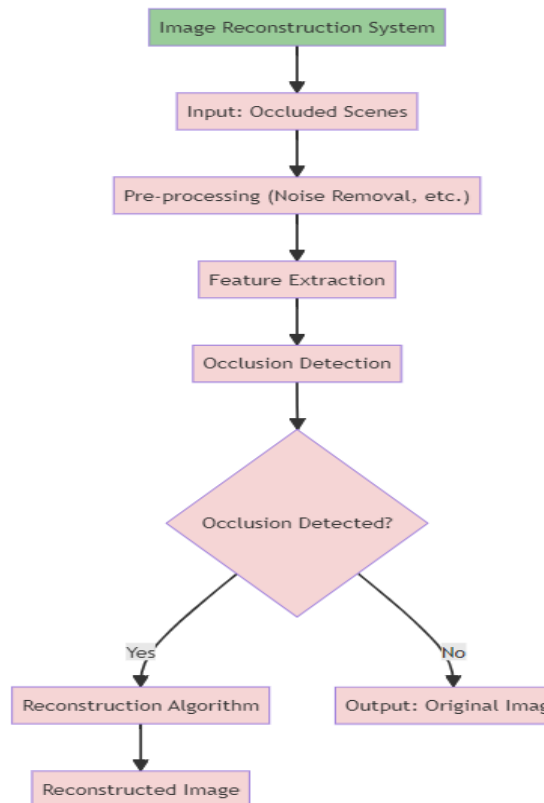 Image Reconstruction System
Input: Occluded Scenes
Pre-processing (Noise Removal, etc.)
Feature Extraction
Occlusion Detection
Occlusion Detected?
Yes
No
Reconstruction Algorithm
Output: Original Imag
Reconstructed Image